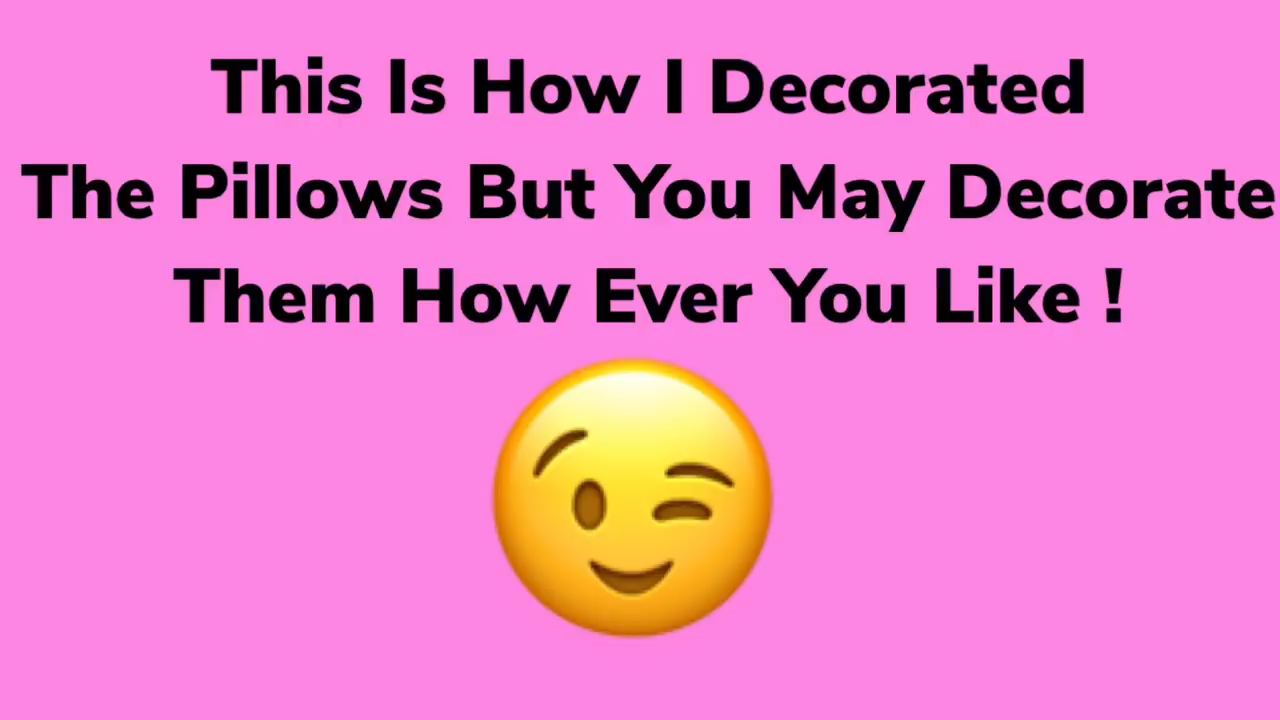 This Is How I Decorated
The Pillows But You May Decorate
Them How Ever You Like !